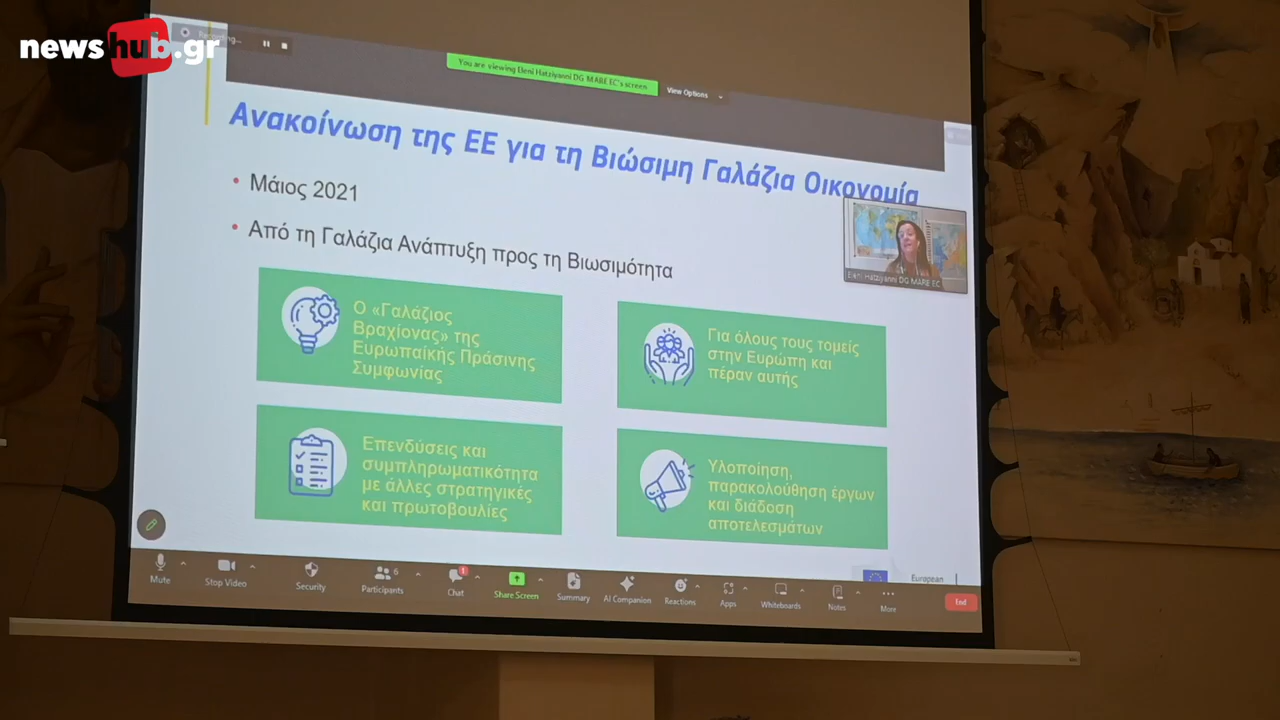 newshub.gr
Recording...
You are viewing Eleni Hatziyanni DG MARE EC's screen
View Options
Ανακοίνωση της ΕΕ για τη Βιώσιμη Γαλάζια Οικονομία
• Μάιος 2021
• Από τη Γαλάζια Ανάπτυξη προς τη Βιωσιμότητα
Eleni Hatziyanni DG MARE EC
Ο «Γαλάζιος
Βραχίονας» της
Ευρωπαϊκής Πράσινης
Συμφωνίας
Για όλους τους τομείς
στην Ευρώπη και
πέραν αυτής
Επενδύσεις και
συμπληρωματικότητα
με άλλες στρατηγικές
και πρωτοβουλίες
Υλοποίηση,
παρακολούθηση έργων
και διάδοση
αποτελεσμάτων
European
Mute
Stop Video
Security
6
Participants
1
Chat
Share Screen
Summary
AI Companion
Reactions
Apps
Whiteboards
Notes
More
End